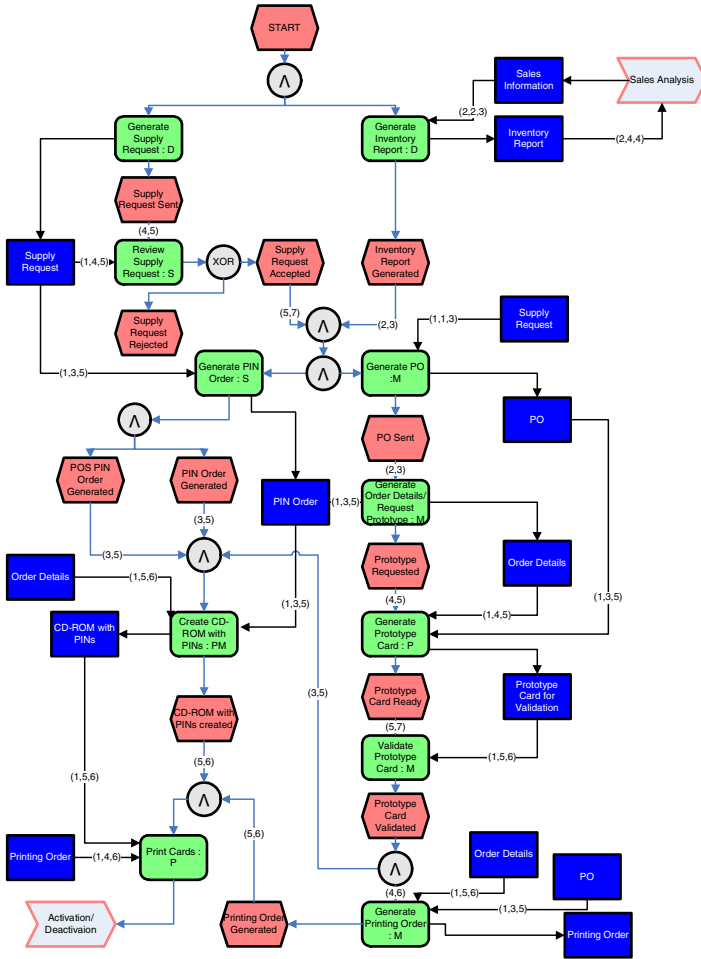 START
Λ
Sales
Information
Sales Analysis
(2,2,3)
Generate
Supply
Request : D
Generate
Inventory
Report : D
Inventory
Report
(2,4,4)
Supply
Request Sent
(4,5)
Supply
Request
(1,4,5)
Review
Supply
Request : S
XOR
Supply
Request
Accepted
Inventory
Report
Generated
Supply
Request
Rejected
(5,7)
Λ
(2,3)
(1,1,3)
Supply
Request
(1,3,5)
Generate PIN
Order : S
Λ
Generate PO
:M
Λ
PO Sent
PO
POS PIN
Order
Generated
PIN Order
Generated
(2,3)
PIN Order
(1,3,5)
Generate
Order Details/
Request
Prototype : M
(3,5)
(3,5)
Λ
Order Details
(1,5,6)
Prototype
Requested
Order Details
(4,5)
(1,3,5)
(1,3,5)
(1,4,5)
CD-ROM with
PINs
Create CD-
ROM with
PINs : PM
Generate
Prototype
Card : P
(3,5)
Prototype
Card Ready
Prototype
Card for
Validation
CD-ROM with
PINs created
(5,7)
(5,6)
Validate
Prototype
Card : M
(1,5,6)
(1,5,6)
Λ
Prototype
Card
Validated
(5,6)
Printing Order
(1,4,6)
Print Cards :
P
Λ
Order Details
(4,6)
(1,5,6)
PO
Activation/
Deactivaion
Printing Order
Generated
Generate
Printing Order
: M
(1,3,5)
Printing Order